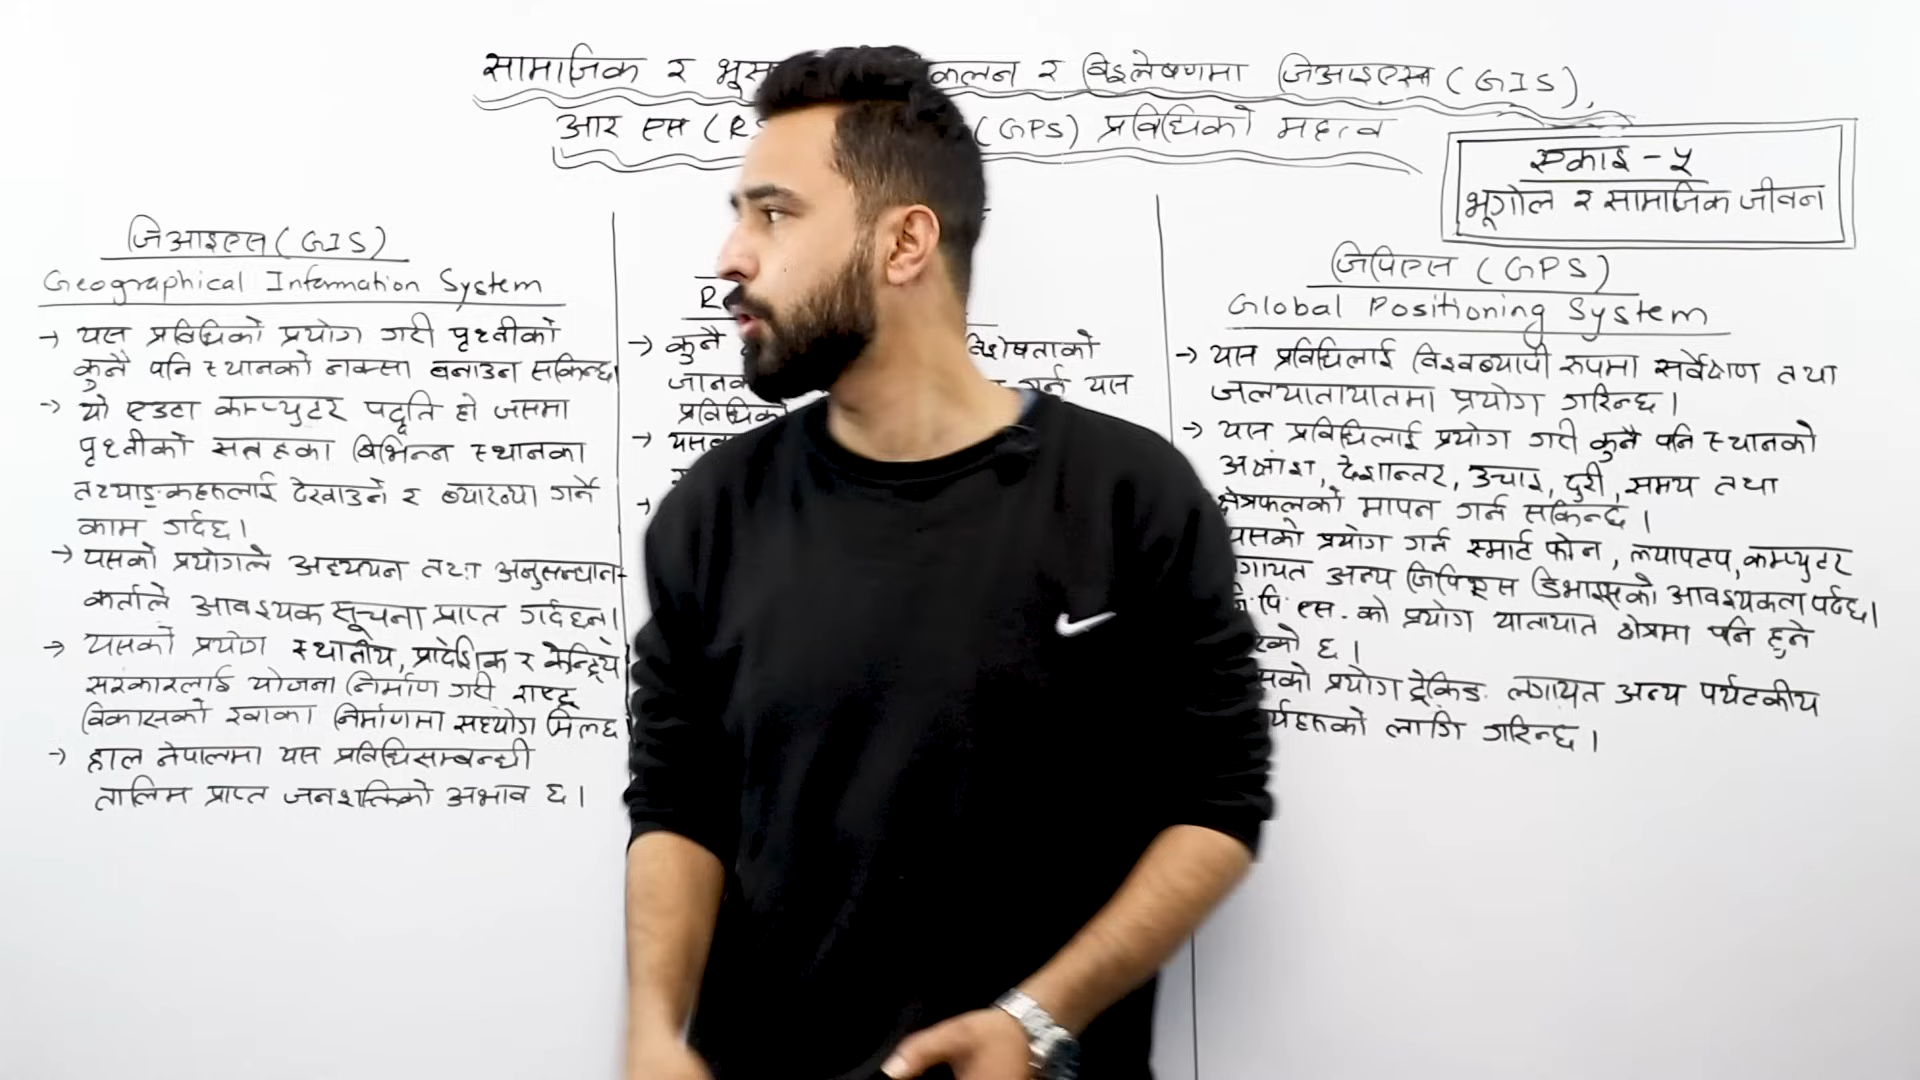 सामाजिक र कलन र विश्लेषणमा जिआइएस (GIS),
आर एस (RS (GPS) प्रविधिको महत्व
एकाइ - ५
भूगोल र सामाजिक जीवन
जिआइएस (GIS)
Geographical Information System
→ यस प्रविधिको प्रयोग गरी पृथ्वीको
कुनै पनि स्थानको नक्सा बनाउन सकिन्छ
→ यो एउटा कम्प्युटर पद्धति हो जसमा
पृथ्वीको सतहका विभिन्न स्थानका
तथ्याङ्कहरूलाई देखाउने र व्याख्या गर्ने
काम गर्दछ।
→ यसको प्रयोगले अध्ययन तथा अनुसन्धान-
कर्ताले आवश्यक सूचना प्राप्त गर्दछन।
→ यसको प्रयोग स्थानीय, प्रादेशिक र केन्द्रिय
सरकारलाई योजना निर्माण गरी राष्ट्र
विकासको खाका निर्माणमा सहयोग मिल्छ
→ हाल नेपालमा यस प्रविधिसम्बन्धी
तालिम प्राप्त जनशक्तिको अभाव छ।
→ कुनै विशेषताको
गर्न यस
→
→
जिपिएस (GPS)
Global Positioning System
→ यस प्रविधिलाई विश्वव्यापी रुपमा सर्वेक्षण तथा
जलयातायातमा प्रयोग गरिन्छ।
→ यस प्रविधिलाई प्रयोग गरी कुनै पनि स्थानको
अक्षांश, देशान्तर, उचाइ, दुरी, समय तथा
क्षेत्रफलको मापन गर्न सकिन्छ।
यसको प्रयोग गर्न स्मार्ट फोन, ल्यापटप, कम्प्युटर
गायत अन्य जिपिएस डिभाइसको आवश्यकता पर्दछ।
पि. एस. को प्रयोग यातायात क्षेत्रमा पनि हुने
रको छ।
सको प्रयोग ट्रेकिङ लगायत अन्य पर्यटकीय
र्यहरूको लागि गरिन्छ।